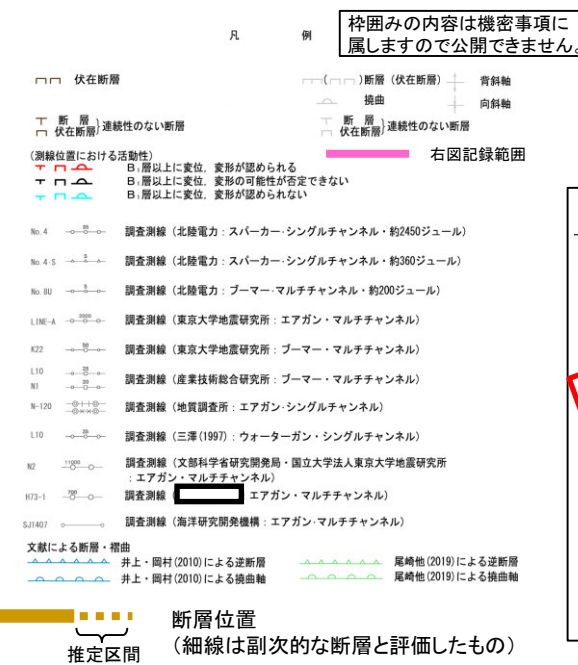 凡 例
枠囲みの内容は機密事項に
属しますので公開できません。
伏在断層
断層(伏在断層)
背斜軸
撓曲
向斜軸
断 層
伏在断層
}連続性のない断層
断 層
伏在断層
}連続性のない断層
(測線位置における活動性)
右図記録範囲
B₁層以上に変位, 変形が認められる
B₁層以上に変位, 変形の可能性が否定できない
B₁層以上に変位, 変形が認められない
No.4 調査測線(北陸電力:スパーカー・シングルチャンネル・約2450ジュール)
No.4-S 調査測線(北陸電力:スパーカー・シングルチャンネル・約360ジュール)
No.8U 調査測線(北陸電力:ブーマー・マルチチャンネル・約200ジュール)
LINE-A 調査測線(東京大学地震研究所:エアガン・マルチチャンネル)
K22 調査測線(東京大学地震研究所:ブーマー・マルチチャンネル)
L10
N1
調査測線(産業技術総合研究所:ブーマー・マルチチャンネル)
N-120 調査測線(地質調査所:エアガン・シングルチャンネル)
L10 調査測線(三澤(1997):ウォーターガン・シングルチャンネル)
N2 11000 調査測線(文部科学省研究開発局・国立大学法人東京大学地震研究所
:エアガン・マルチチャンネル)
H73-1 700 調査測線( エアガン・マルチチャンネル)
SJ1407 調査測線(海洋研究開発機構:エアガン・マルチチャンネル)
文献による断層・褶曲
井上・岡村(2010)による逆断層
尾崎他(2019)による逆断層
井上・岡村(2010)による撓曲軸
尾崎他(2019)による撓曲軸
断層位置
(細線は副次的な断層と評価したもの)
推定区間